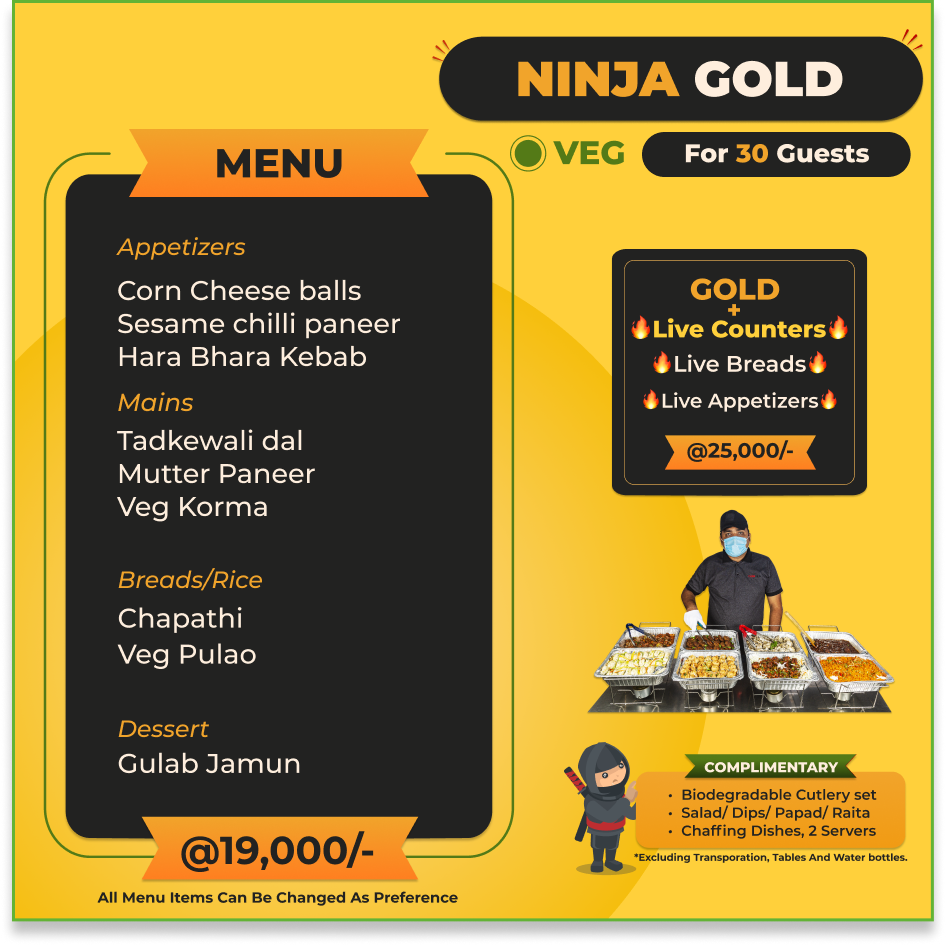 NINJA GOLD
VEG
For 30 Guests
MENU
Appetizers
Corn Cheese balls
Sesame chilli paneer
Hara Bhara Kebab
Mains
Tadkewali dal
Mutter Paneer
Veg Korma
Breads/Rice
Chapathi
Veg Pulao
Dessert
Gulab Jamun
@19,000/-
All Menu Items Can Be Changed As Preference
GOLD
+
🔥Live Counters🔥
🔥Live Breads🔥
🔥Live Appetizers🔥
@25,000/-
COMPLIMENTARY
• Biodegradable Cutlery set
• Salad/ Dips/ Papad/ Raita
• Chaffing Dishes, 2 Servers
*Excluding Transporation, Tables And Water bottles.